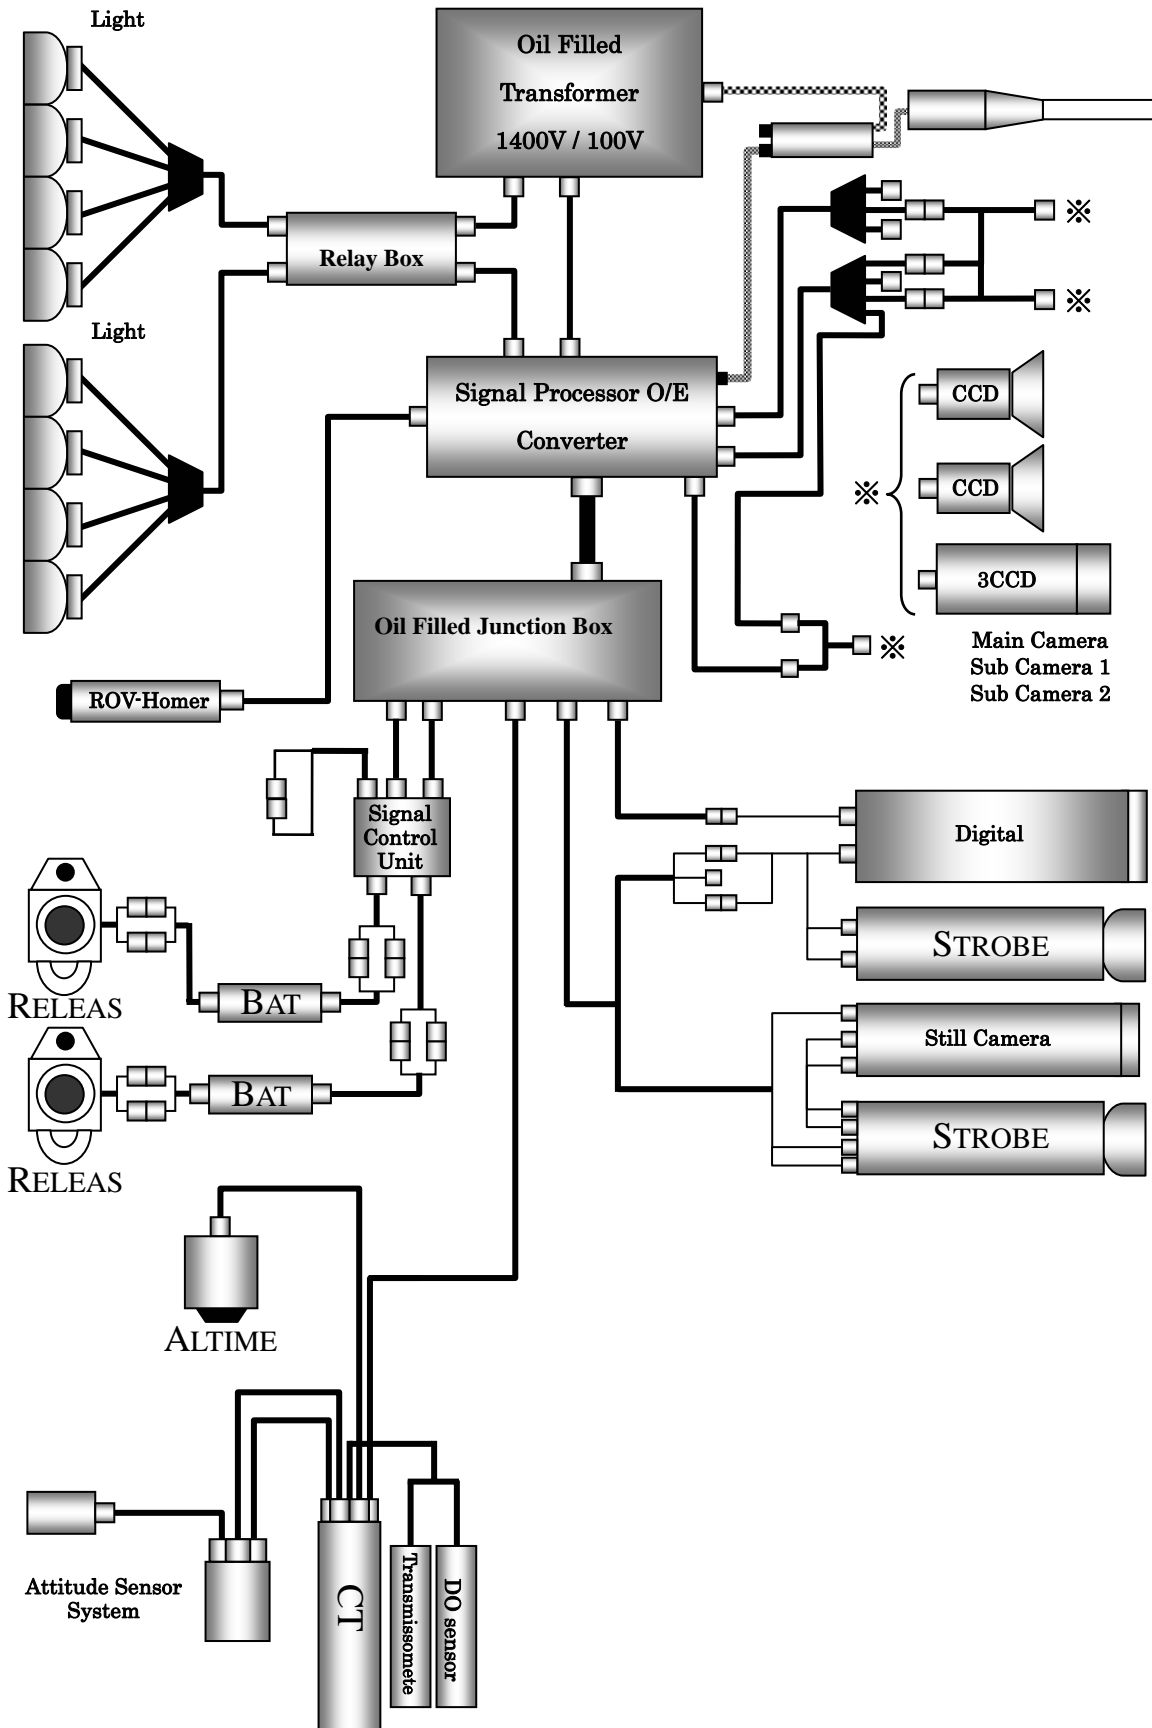 Light
Oil Filled
Transformer
1400V / 100V
※
Relay Box
※
Light
Signal Processor O/E
Converter
CCD
CCD
※
3CCD
Oil Filled Junction Box
※
Main Camera
Sub Camera 1
Sub Camera 2
ROV-Homer
Signal
Control
Unit
Digital
STROBE
RELEAS
BAT
Still Camera
BAT
STROBE
RELEAS
ALTIME
Attitude Sensor
System
CT
Transmissomete
DO sensor